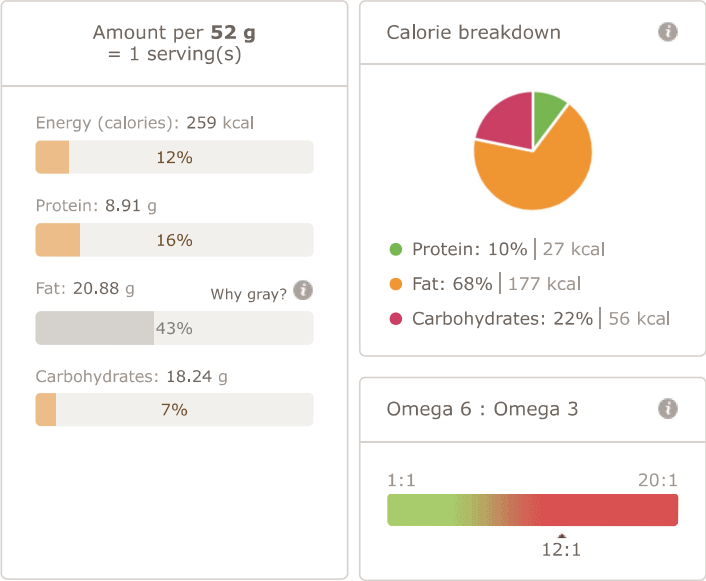 Amount per 52 g
= 1 serving(s)
Energy (calories): 259 kcal
12%
Protein: 8.91 g
16%
Fat: 20.88 g
Why gray? i
43%
Carbohydrates: 18.24 g
7%
Calorie breakdown i
Protein: 10% | 27 kcal
Fat: 68% | 177 kcal
Carbohydrates: 22% | 56 kcal
Omega 6 : Omega 3 i
1:1 20:1
12:1